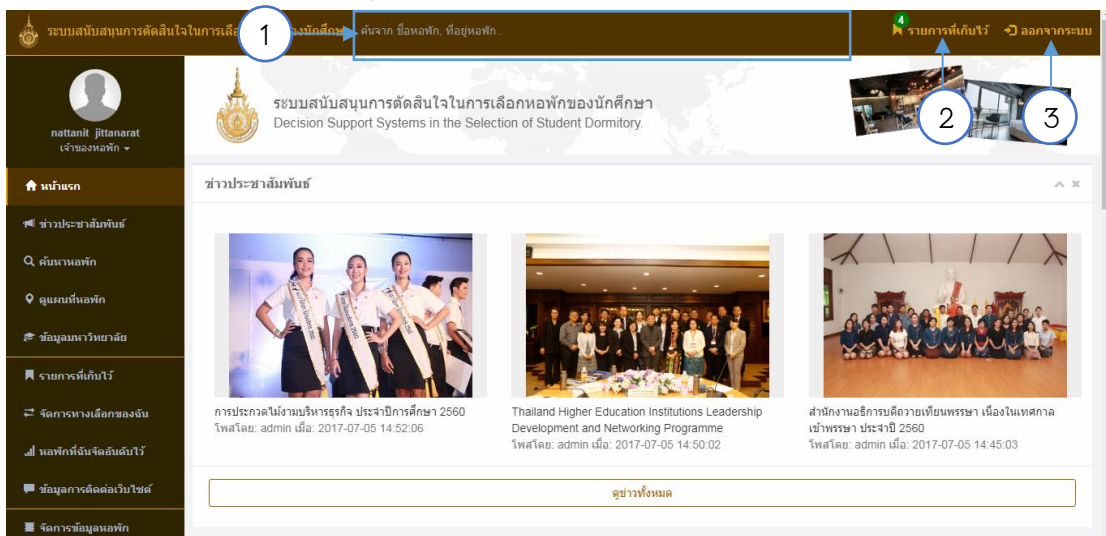 ระบบสนับสนุนการตัดสินใจในการเลือ
องนักศึกษา
ค้นจาก ชื่อหอพัก, ที่อยู่หอพัก..
4
รายการที่เก็บไว้
ออกจากระบบ
1
2
3
nattanit jittanarat
เจ้าของหอพัก
ระบบสนับสนุนการตัดสินใจในการเลือกหอพักของนักศึกษา
Decision Support Systems in the Selection of Student Dormitory.
หน้าแรก
ข่าวประชาสัมพันธ์
ค้นหาหอพัก
ดูแผนที่หอพัก
ข้อมูลมหาวิทยาลัย
รายการที่เก็บไว้
จัดการทางเลือกของฉัน
หอพักที่ฉันจัดอันดับไว้
ข้อมูลการติดต่อเว็บไซต์
จัดการข้อมูลหอพัก
ข่าวประชาสัมพันธ์
การประกวดไม้งามบริหารธุรกิจ ประจำปีการศึกษา 2560
โพสโดย: admin เมื่อ: 2017-07-05 14:52:06
Thailand Higher Education Institutions Leadership
Development and Networking Programme
โพสโดย: admin เมื่อ: 2017-07-05 14:50:02
สำนักงานอธิการบดีถวายเทียนพรรษา เนื่องในเทศกาล
เข้าพรรษา ประจำปี 2560
โพสโดย: admin เมื่อ: 2017-07-05 14:45:03
ดูข่าวทั้งหมด